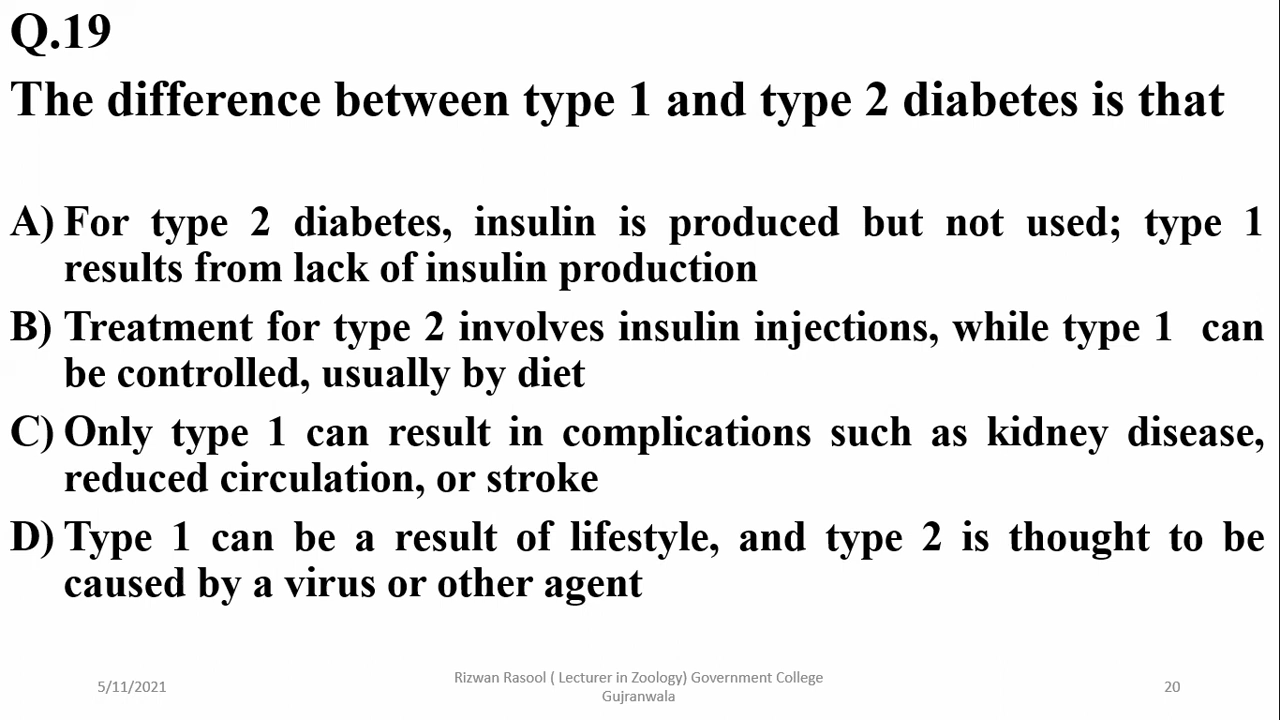 Q.19
The difference between type 1 and type 2 diabetes is that
A) For type 2 diabetes, insulin is produced but not used; type 1
results from lack of insulin production
B) Treatment for type 2 involves insulin injections, while type 1 can
be controlled, usually by diet
C) Only type 1 can result in complications such as kidney disease,
reduced circulation, or stroke
D) Type 1 can be a result of lifestyle, and type 2 is thought to be
caused by a virus or other agent
5/11/2021
Rizwan Rasool ( Lecturer in Zoology) Government College
Gujranwala
20